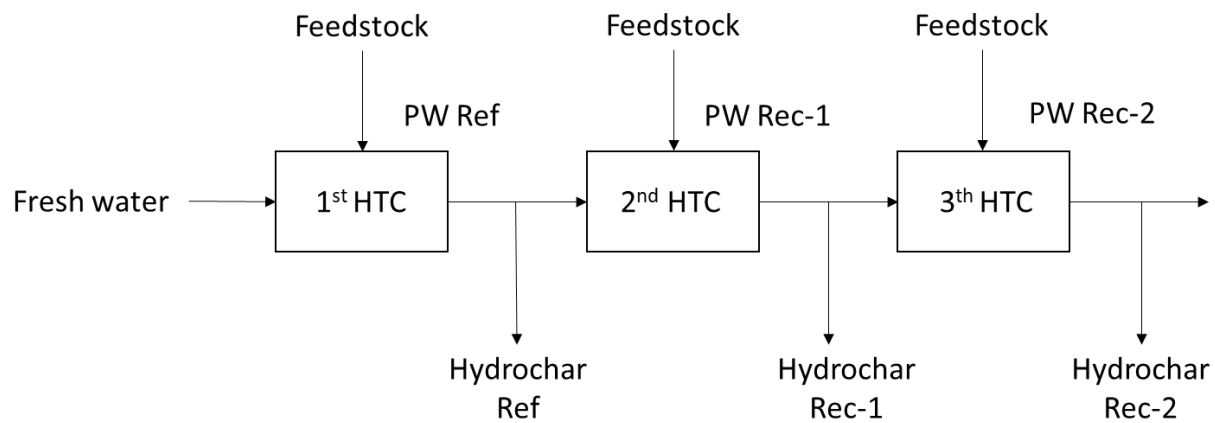 Feedstock
Feedstock
Feedstock
PW Ref
PW Rec-1
PW Rec-2
Fresh water
1st HTC
2nd HTC
3th HTC
Hydrochar
Ref
Hydrochar
Rec-1
Hydrochar
Rec-2